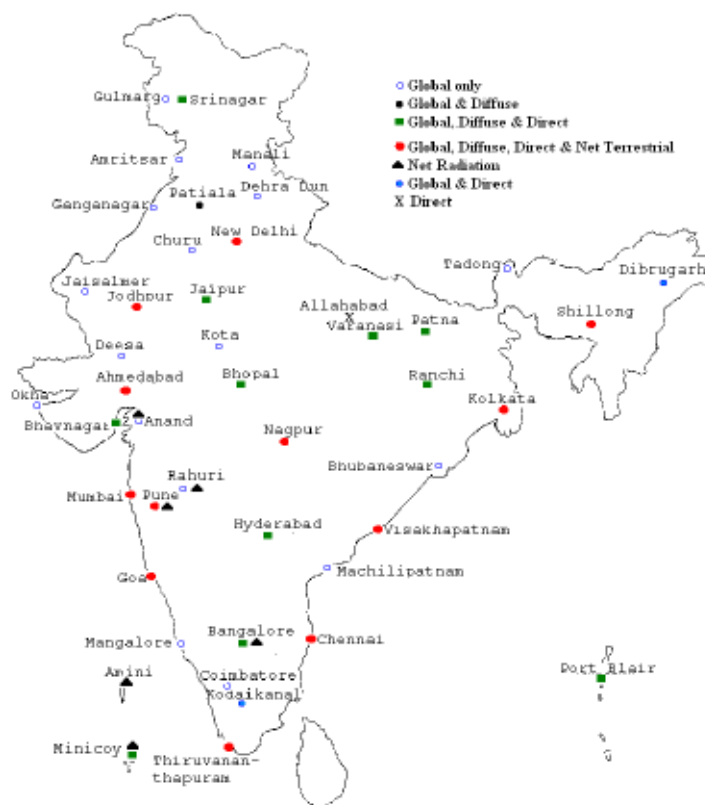 Global only
Global & Diffuse
Global, Diffuse & Direct
Global, Diffuse, Direct & Net Terrestrial
Net Radiation
Global & Direct
X Direct
Gulmarg
Srinagar
Amritsar
Manali
Patiala
Dehra Dun
Ganganagar
New Delhi
Churu
Tadong
Dibrugarh
Jaisalmer
Jodhpur
Jaipur
Allahabad
X
Varanasi
Patna
Shillong
Deesa
Kota
Ahmedabad
Bhopal
Ranchi
Okha
Kolkata
Bhavnagar
Anand
Nagpur
Bhubaneswar
Rahuri
Mumbai
Pune
Hyderabad
Visakhapatnam
Goa
Machilipatnam
Mangalore
Bangalore
Chennai
Amini
Coimbatore
Kodaikanal
Port Blair
Minicoy
Thiruvanan-
thapuram